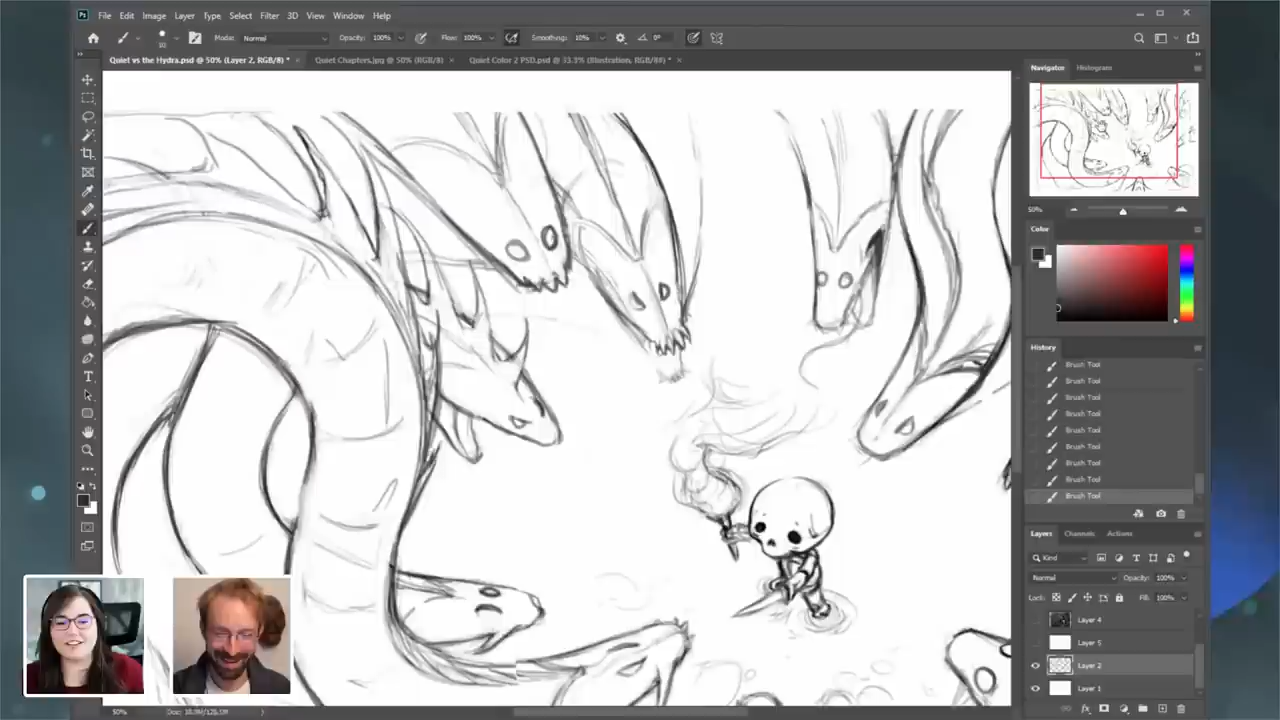 Ps File Edit Image Layer Type Select Filter 3D View Window Help
Mode: Normal Opacity: 100% Flow: 100% Smoothing: 10% 0°
Quiet vs the Hydra.psd @ 50% (Layer 2, RGB/8) * Quiet Chapters.jpg @ 50% (RGB/8) Quiet Color 2 PSD.psd @ 33.3% (Illustration, RGB/8#) *
Navigator Histogram
50%
Color
History
Brush Tool
Brush Tool
Brush Tool
Brush Tool
Brush Tool
Brush Tool
Brush Tool
Brush Tool
Brush Tool
Layers Channels Actions
Kind
Normal Opacity: 100%
Lock: Fill: 100%
Layer 4
Layer 5
Layer 2
Layer 1
50%